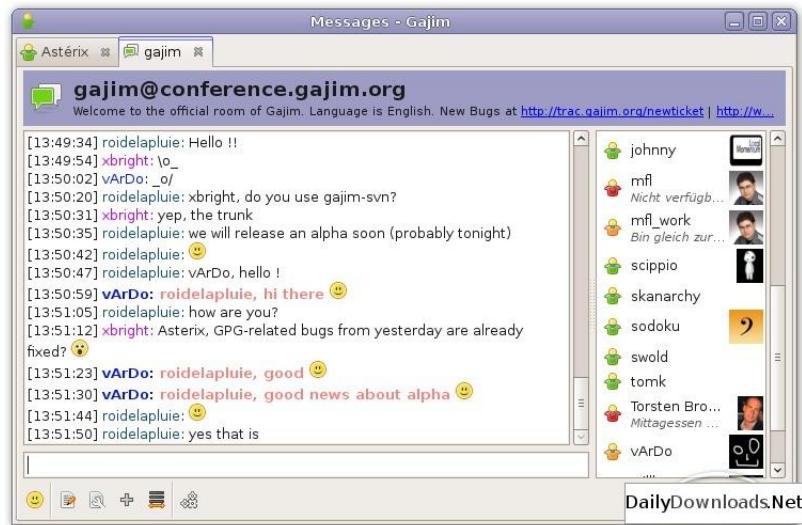 Messages - Gajim
Astérix
gajim
gajim@conference.gajim.org
Welcome to the official room of Gajim. Language is English. New Bugs at http://trac.gajim.org/newticket | http://w...
[13:49:34] roidelapluie: Hello !!
[13:49:54] xbright: \o_
[13:50:02] vArDo: _o/
[13:50:20] roidelapluie: xbright, do you use gajim-svn?
[13:50:31] xbright: yep, the trunk
[13:50:35] roidelapluie: we will release an alpha soon (probably tonight)
[13:50:42] roidelapluie:
[13:50:47] roidelapluie: vArDo, hello !
[13:50:59] vArDo: roidelapluie, hi there
[13:51:05] roidelapluie: how are you?
[13:51:12] xbright: Asterix, GPG-related bugs from yesterday are already
fixed?
[13:51:23] vArDo: roidelapluie, good
[13:51:30] vArDo: roidelapluie, good news about alpha
[13:51:44] roidelapluie:
[13:51:50] roidelapluie: yes that is
johnny
mfl
Nicht verfügb...
mfl_work
Bin gleich zur...
scippio
skanarchy
sodoku
swold
tomk
Torsten Bro...
Mittagessen ...
vArDo
DailyDownloads.Net